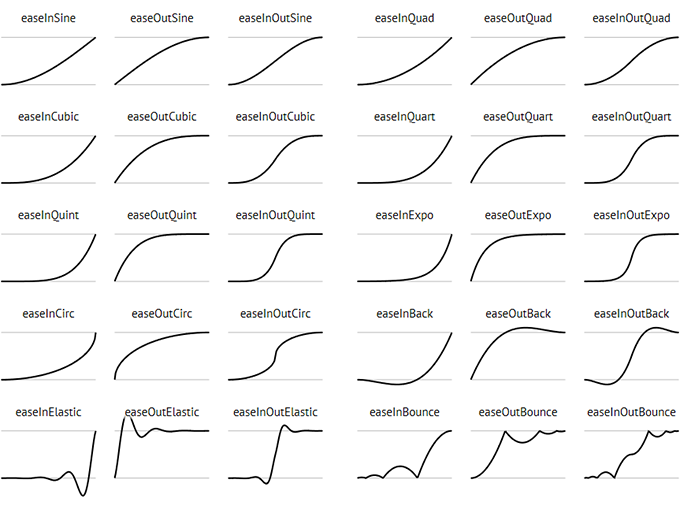 easeInSine easeOutSine easeInOutSine easeInQuad easeOutQuad easeInOutQuad
easeInCubic easeOutCubic easeInOutCubic easeInQuart easeOutQuart easeInOutQuart
easeInQuint easeOutQuint easeInOutQuint easeInExpo easeOutExpo easeInOutExpo
easeInCirc easeOutCirc easeInOutCirc easeInBack easeOutBack easeInOutBack
easeInElastic easeOutElastic easeInOutElastic easeInBounce easeOutBounce easeInOutBounce